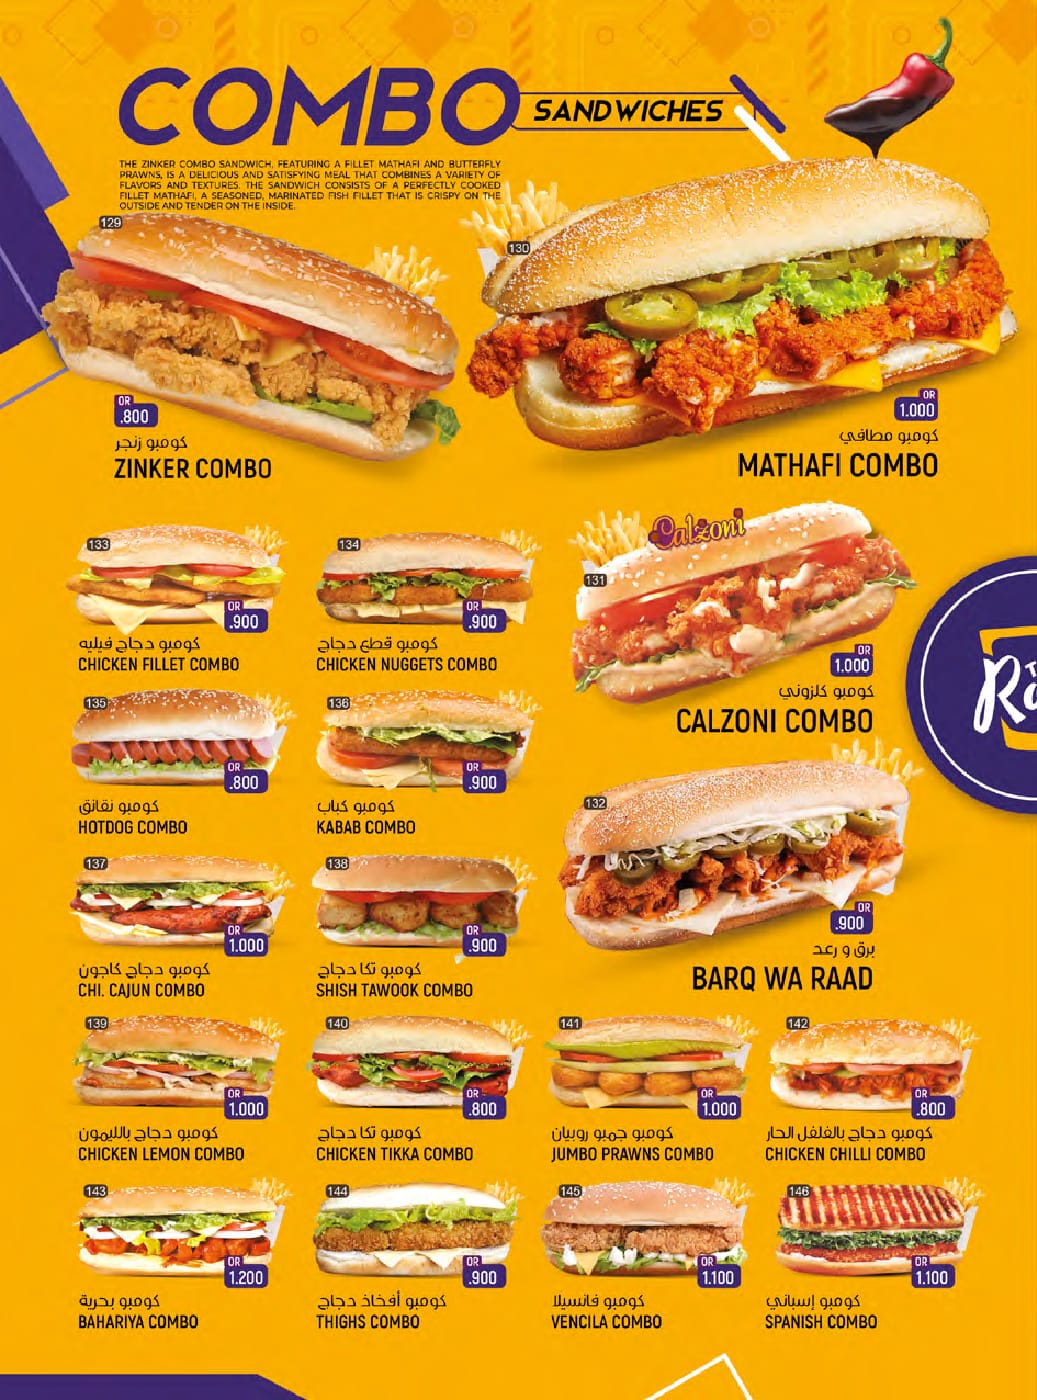 COMBO
SANDWICHES
THE ZINKER COMBO SANDWICH, FEATURING A FILLET MATHAFI AND BUTTERFLY
PRAWNS, IS A DELICIOUS AND SATISFYING MEAL THAT COMBINES A VARIETY OF
FLAVORS AND TEXTURES. THE SANDWICH CONSISTS OF A PERFECTLY COOKED
FILLET MATHAFI, A SEASONED, MARINATED FISH FILLET THAT IS CRISPY ON THE
OUTSIDE AND TENDER ON THE INSIDE.
129
OR
.800
كومبو زنجر
ZINKER COMBO
130
OR
1.000
كومبو مطافي
MATHAFI COMBO
133
OR
.900
كومبو دجاج فيليه
CHICKEN FILLET COMBO
134
OR
.900
كومبو قطع دجاج
CHICKEN NUGGETS COMBO
Calzoni
131
OR
1.000
كومبو كلزوني
CALZONI COMBO
135
OR
.800
كومبو نقانق
HOTDOG COMBO
136
OR
.900
كومبو كباب
KABAB COMBO
132
OR
.900
برق و رعد
BARQ WA RAAD
137
OR
1.000
كومبو دجاج كاجون
CHI. CAJUN COMBO
138
OR
.900
كومبو تكا دجاج
SHISH TAWOOK COMBO
139
OR
1.000
كومبو دجاج بالليمون
CHICKEN LEMON COMBO
140
OR
.800
كومبو تكا دجاج
CHICKEN TIKKA COMBO
141
OR
1.000
كومبو جمبو روبيان
JUMBO PRAWNS COMBO
142
OR
.800
كومبو دجاج بالفلفل الحار
CHICKEN CHILLI COMBO
143
OR
1.200
كومبو بحرية
BAHARIYA COMBO
144
OR
.900
كومبو أفخاذ دجاج
THIGHS COMBO
145
OR
1.100
كومبو فانسيلا
VENCILA COMBO
146
OR
1.100
كومبو إسباني
SPANISH COMBO